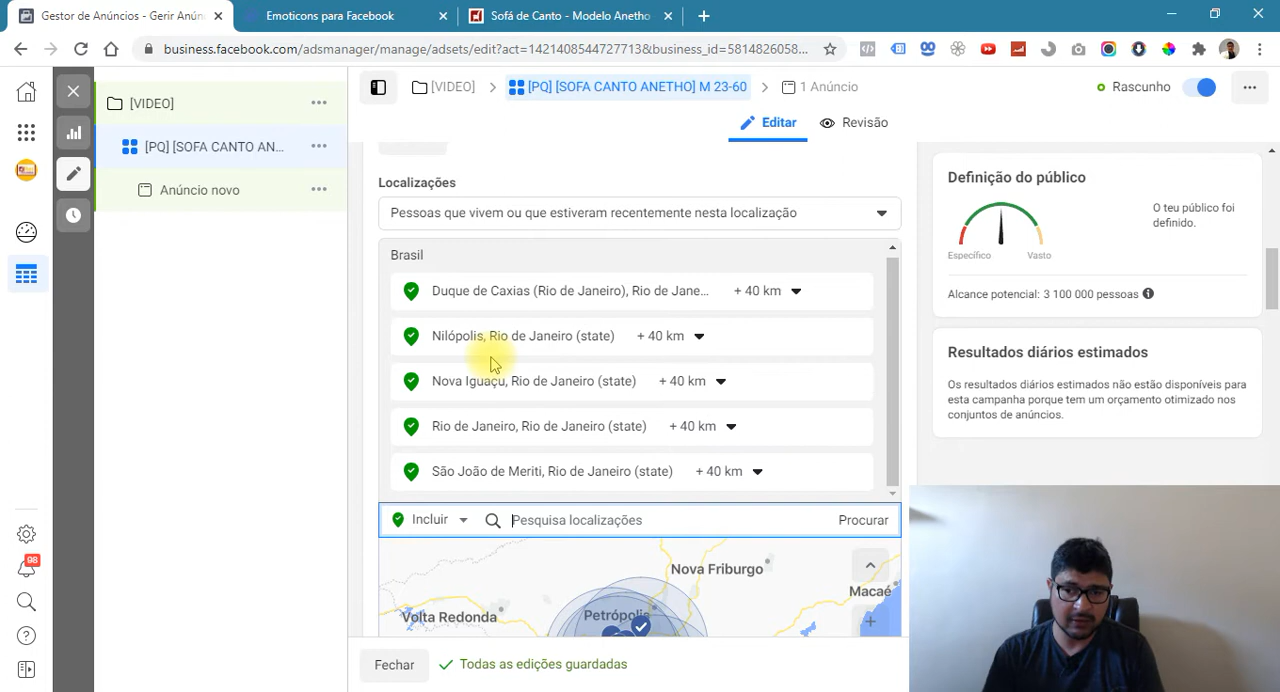 Gestor de Anúncios - Gerir Anún
Emoticons para Facebook
Sofá de Canto - Modelo Anetho
business.facebook.com/adsmanager/manage/adsets/edit?act=1421408544727713&business_id=5814826058...
[VIDEO]
[PQ] [SOFA CANTO AN...
Anúncio novo
98
[VIDEO]
[PQ] [SOFA CANTO ANETHO] M 23-60
1 Anúncio
Rascunho
Editar
Revisão
Localizações
Pessoas que vivem ou que estiveram recentemente nesta localização
Brasil
Duque de Caxias (Rio de Janeiro), Rio de Jane... + 40 km
Nilópolis, Rio de Janeiro (state) + 40 km
Nova Iguaçu, Rio de Janeiro (state) + 40 km
Rio de Janeiro, Rio de Janeiro (state) + 40 km
São João de Meriti, Rio de Janeiro (state) + 40 km
Incluir
Pesquisa localizações
Procurar
Nova Friburgo
Macaé
Petrópolis
Volta Redonda
Fechar
Todas as edições guardadas
Definição do público
Específico
Vasto
O teu público foi
definido.
Alcance potencial: 3 100 000 pessoas
Resultados diários estimados
Os resultados diários estimados não estão disponíveis para
esta campanha porque tem um orçamento otimizado nos
conjuntos de anúncios.